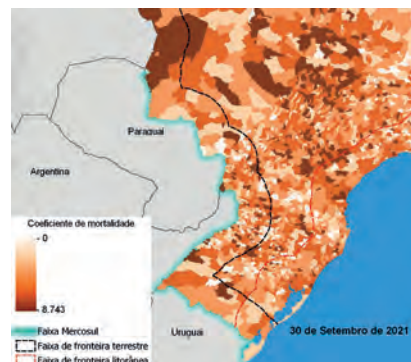 Paraguai
Argentina
Coeficiente de mortalidade
- 0
- 8.743
Faixa Mercosul
Faixa de fronteira terrestre
Faixa de fronteira litorânea
Uruguai
30 de Setembro de 2021